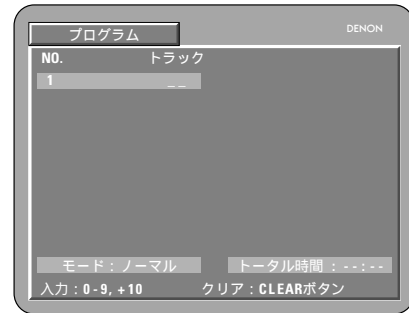 プログラム DENON
NO. トラック
1 _ _
モード：ノーマル トータル時間：--:--
入力：0-9, +10 クリア：CLEARボタン